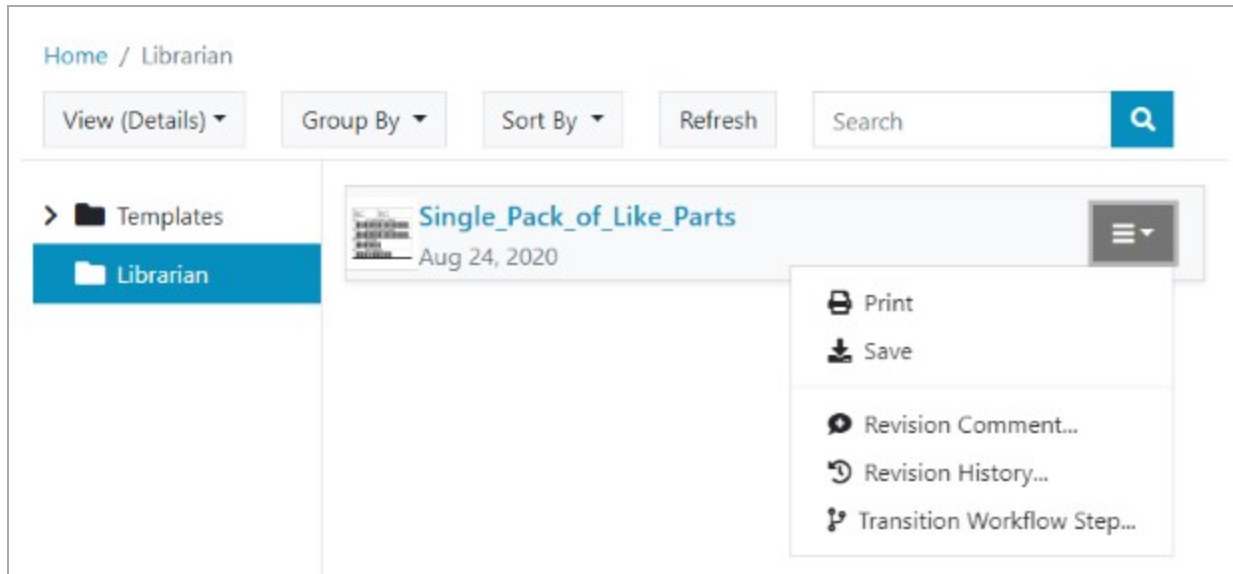 Home / Librarian
View (Details) Group By Sort By Refresh Search
Templates
Librarian
Single_Pack_of_Like_Parts
Aug 24, 2020
Print
Save
Revision Comment...
Revision History...
Transition Workflow Step...